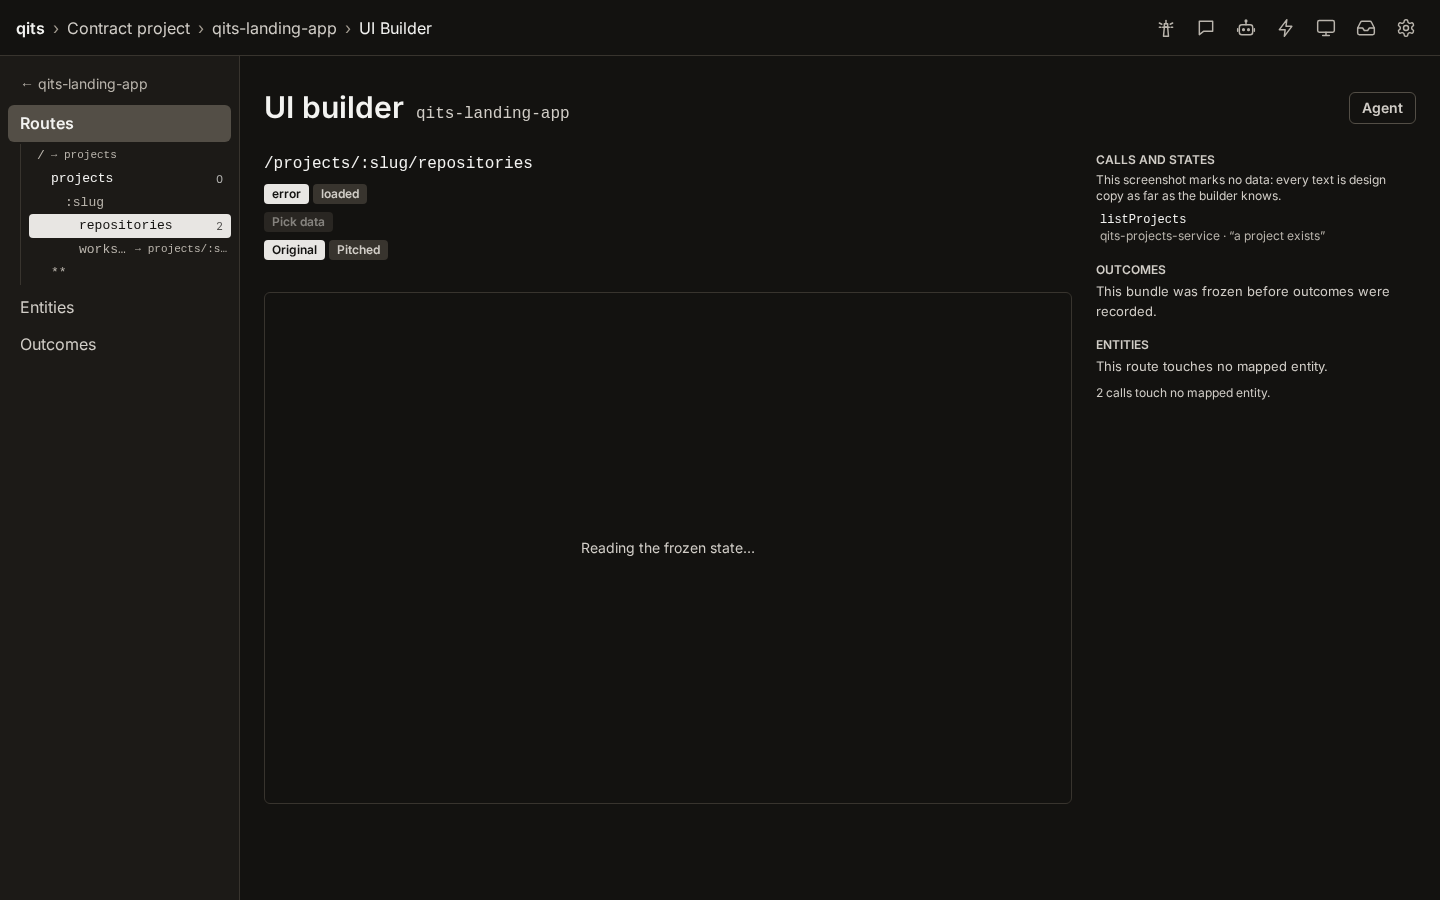 qits › Contract project › qits-landing-app › UI Builder
← qits-landing-app
Routes
/ → projects
projects 0
:slug
repositories 2
works… → projects/:s…
**
Entities
Outcomes
UI builder qits-landing-app
Agent
/projects/:slug/repositories
error loaded
Pick data
Original Pitched
Reading the frozen state…
CALLS AND STATES
This screenshot marks no data: every text is design
copy as far as the builder knows.
listProjects
qits-projects-service · “a project exists”
OUTCOMES
This bundle was frozen before outcomes were
recorded.
ENTITIES
This route touches no mapped entity.
2 calls touch no mapped entity.